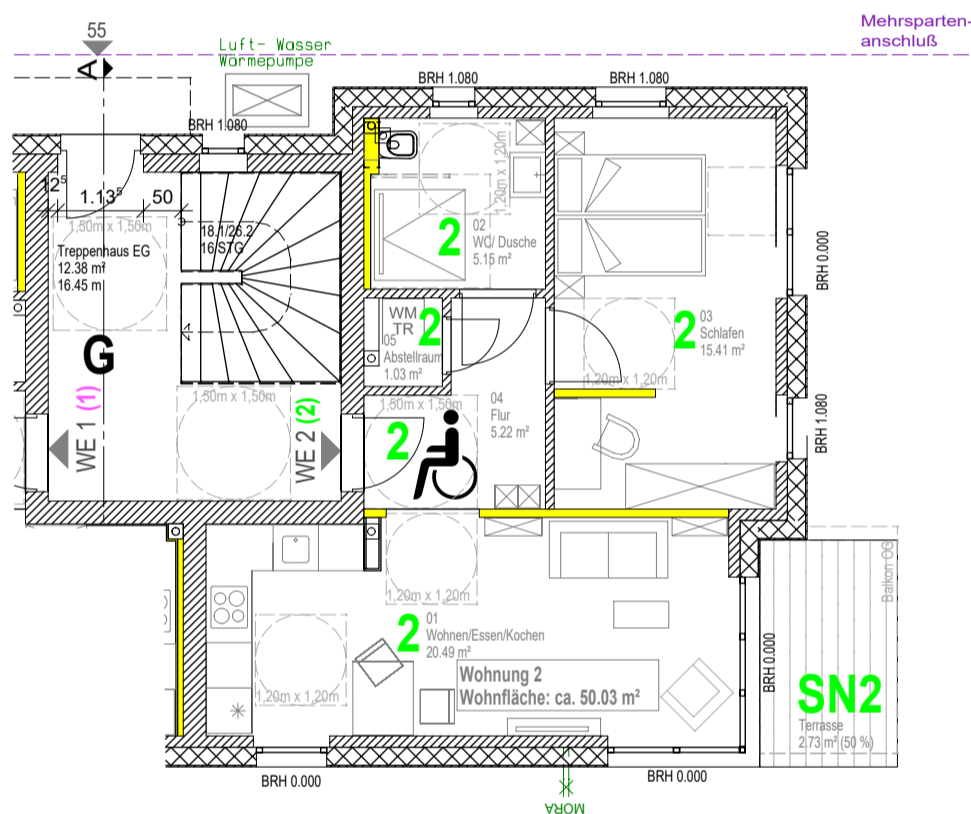 Mehrsparten-
anschluß
55
A
Luft- Wasser
Wärmepumpe
BRH 1.080
BRH 1.080
BRH 1.080
12⁵
1.13⁵
50
1,50m x 1,50m
Treppenhaus EG
12.38 m²
16.45 m
18.1/26.2
16 STG
1,20m x 1,20m
2
02
WC/ Dusche
5.15 m²
BRH 0.000
WM
TR
2
05
Abstellraum
1.03 m²
2
03
Schlafen
15.41 m²
1,20m x 1,20m
G
WE 1 (1)
1,50m x 1,50m
WE 2 (2)
1,50m x 1,50m
2
04
Flur
5.22 m²
BRH 1.080
1,20m x 1,20m
2
01
Wohnen/Essen/Kochen
20.49 m²
1,20m x 1,20m
Wohnung 2
Wohnfläche: ca. 50.03 m²
BRH 0.000
Balkon OG
SN2
Terrasse
2.73 m² (50 %)
BRH 0.000
BRH 0.000
MORA